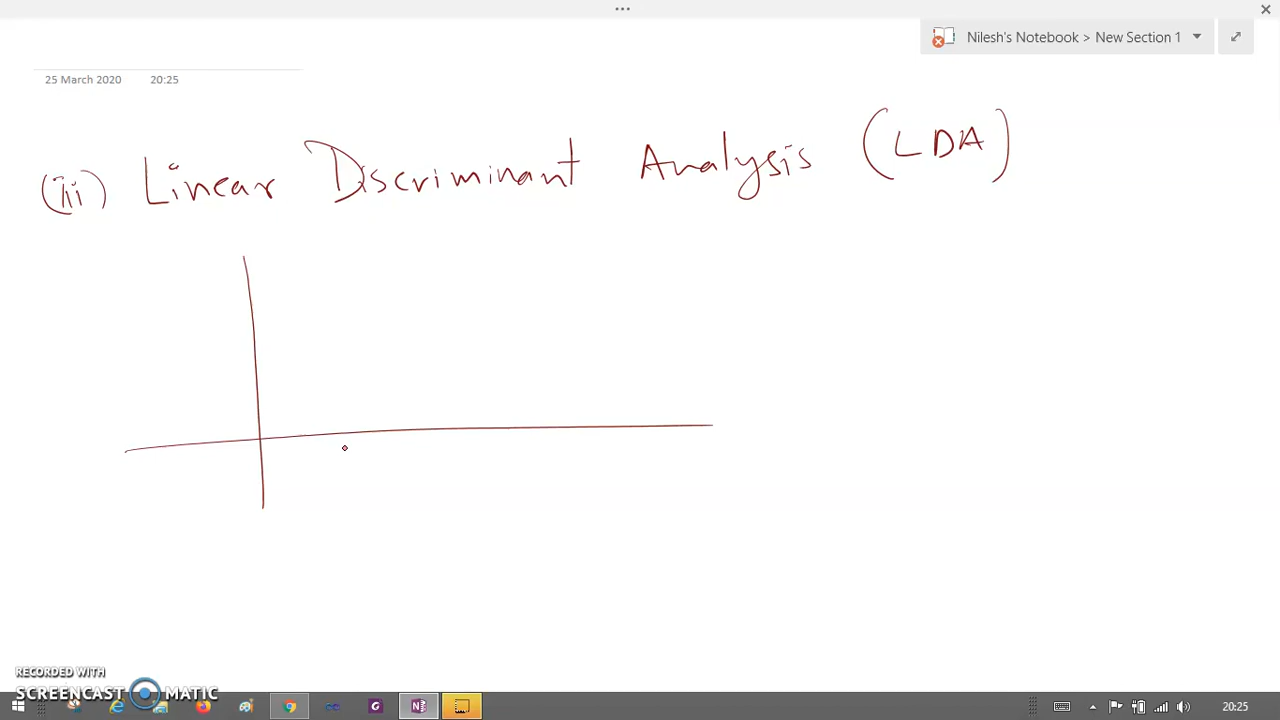 ...
Nilesh's Notebook > New Section 1
25 March 2020 20:25
(iii) Linear Discriminant Analysis (LDA)
RECORDED WITH
SCREENCAST MATIC
20:25